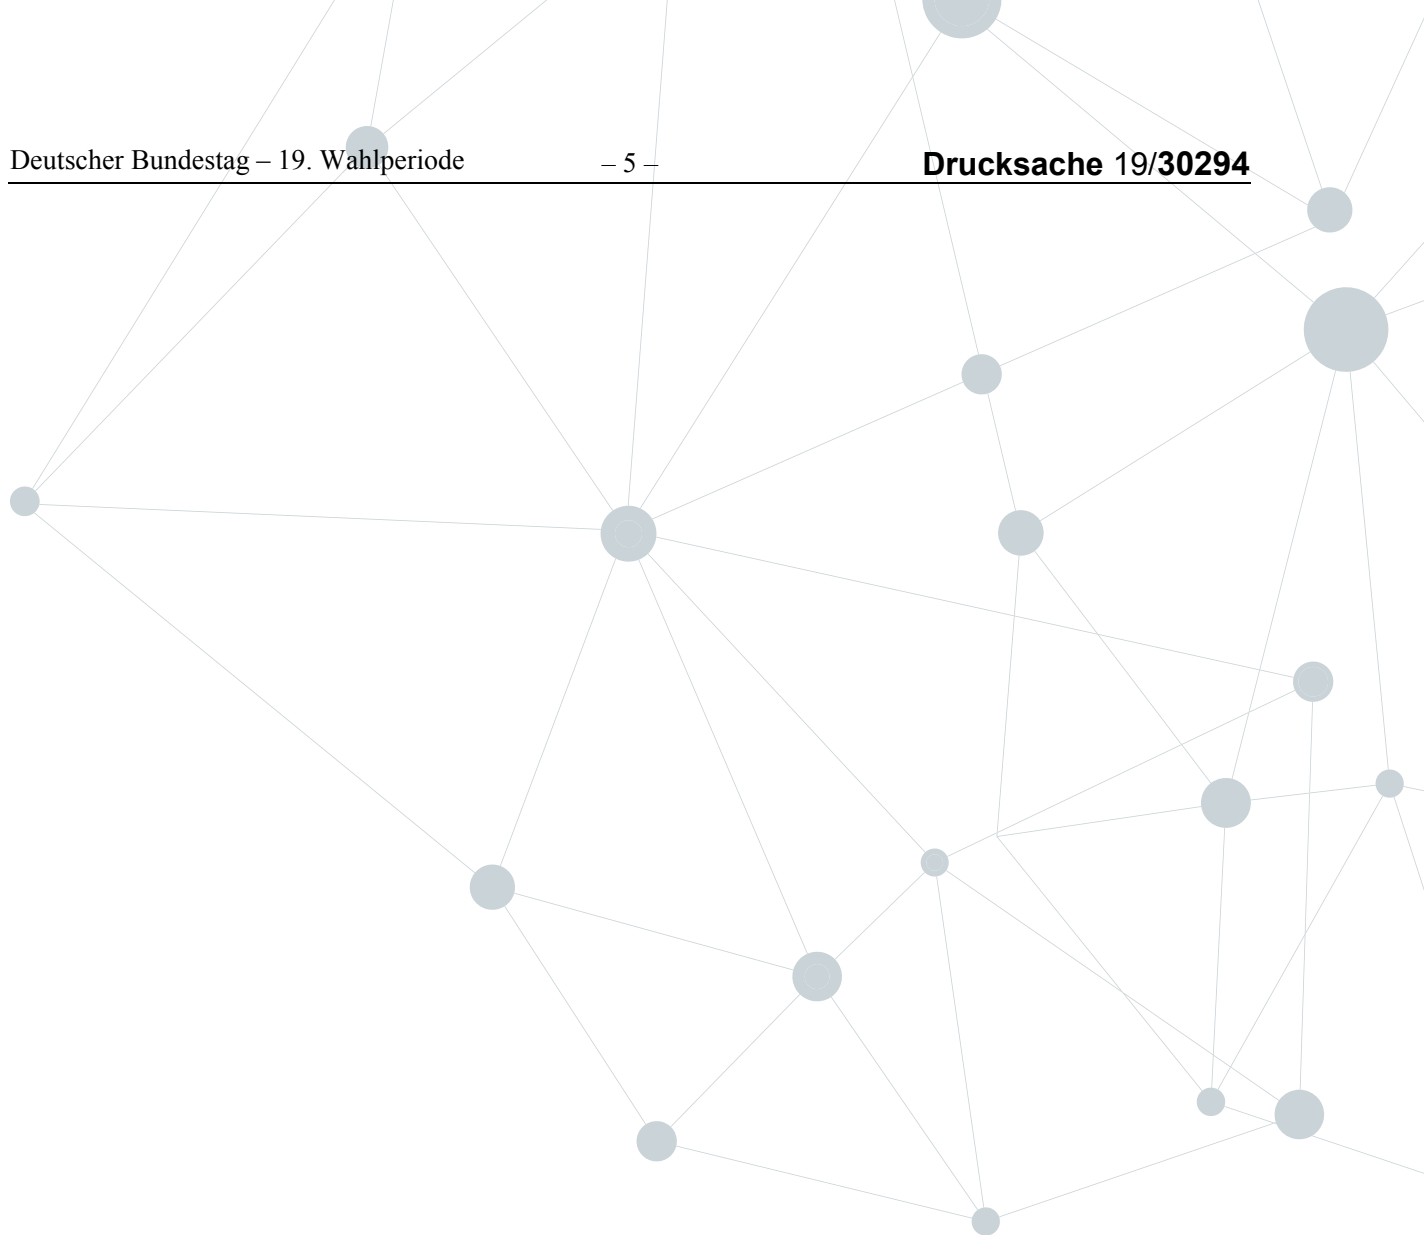 Deutscher Bundestag – 19. Wahlperiode – 5 – Drucksache 19/30294